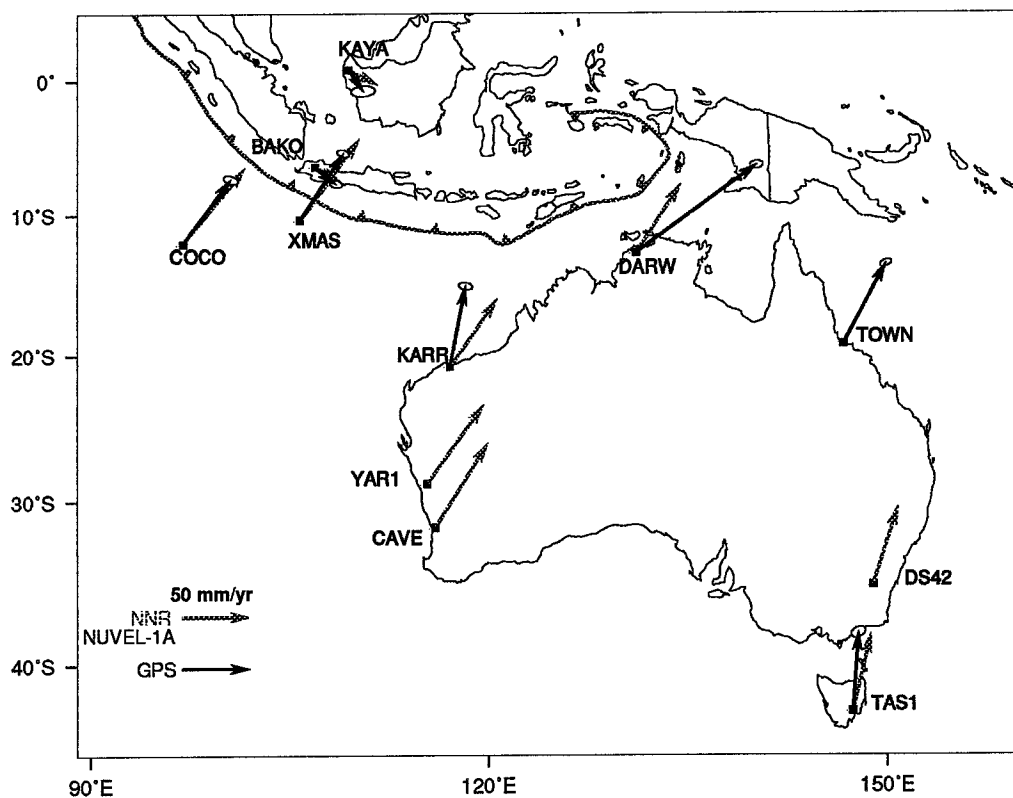 KAYA
0°
BAKO
10°S
XMAS
COCO
DARW
TOWN
20°S
KARR
YAR1
30°S
CAVE
DS42
50 mm/yr
NNR
NUVEL-1A
GPS
40°S
TAS1
90°E
120°E
150°E